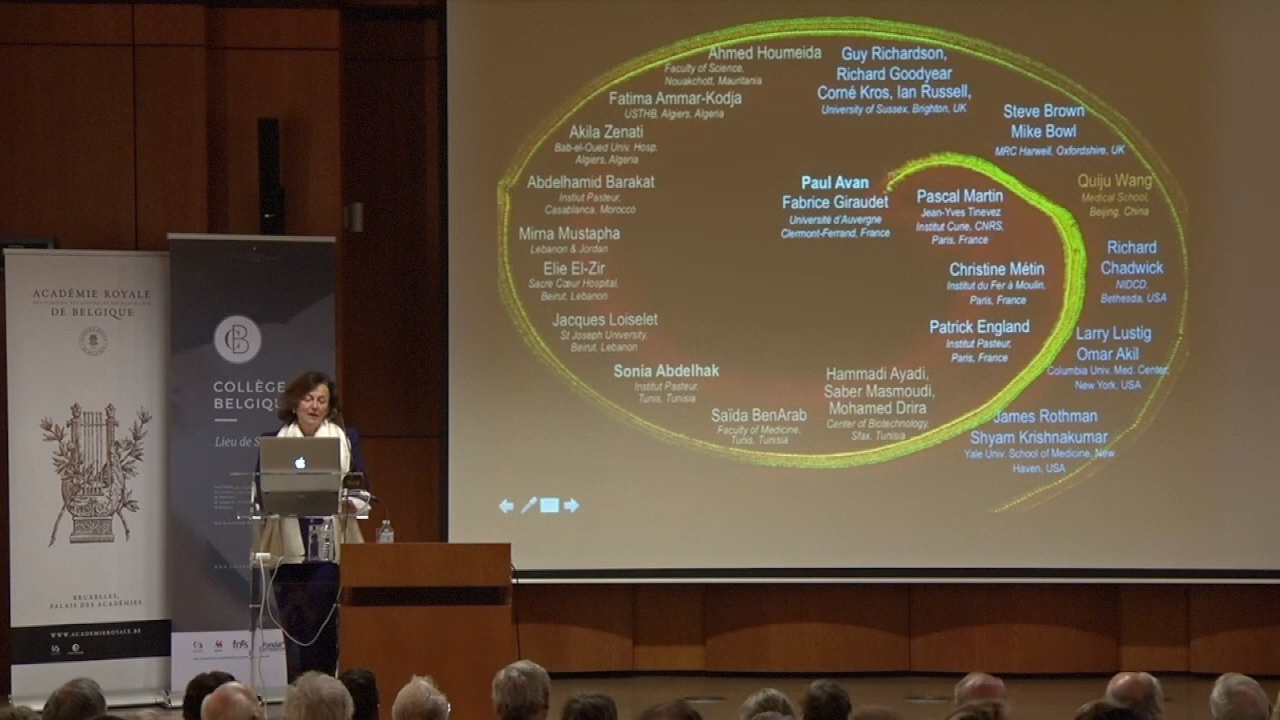 ACADÉMIE ROYALE
DE BELGIQUE
BRUXELLES,
PALAIS DES ACADÉMIES
WWW.ACADEMIEROYALE.BE
COLLÈGE
BELGIQU
Lieu de S
fnrs
Ahmed Houmeida
Faculty of Science,
Nouakchott, Mauritania
Fatima Ammar-Kodja
USTHB, Algiers, Algeria
Akila Zenati
Bab-el-Oued Univ. Hosp.
Algiers, Algeria
Abdelhamid Barakat
Institut Pasteur,
Casablanca, Morocco
Mirna Mustapha
Lebanon & Jordan
Elie El-Zir
Sacre Cœur Hospital,
Beirut, Lebanon
Jacques Loiselet
St Joseph University,
Beirut, Lebanon
Sonia Abdelhak
Institut Pasteur,
Tunis, Tunisia
Saïda BenArab
Faculty of Medicine,
Tunis, Tunisia
Hammadi Ayadi,
Saber Masmoudi,
Mohamed Drira
Center of Biotechnology,
Sfax, Tunisia
Guy Richardson,
Richard Goodyear
Corné Kros, Ian Russell,
University of Sussex, Brighton, UK
Steve Brown
Mike Bowl
MRC Harwell, Oxfordshire, UK
Quiju Wang
Medical School,
Beijing, China
Richard
Chadwick
NIDCD,
Bethesda, USA
Larry Lustig
Omar Akil
Columbia Univ. Med. Center,
New York, USA
James Rothman
Shyam Krishnakumar
Yale Univ. School of Medicine, New
Haven, USA
Paul Avan
Fabrice Giraudet
Université d'Auvergne
Clermont-Ferrand, France
Pascal Martin
Jean-Yves Tinevez
Institut Curie, CNRS,
Paris, France
Christine Métin
Institut du Fer à Moulin,
Paris, France
Patrick England
Institut Pasteur,
Paris, France